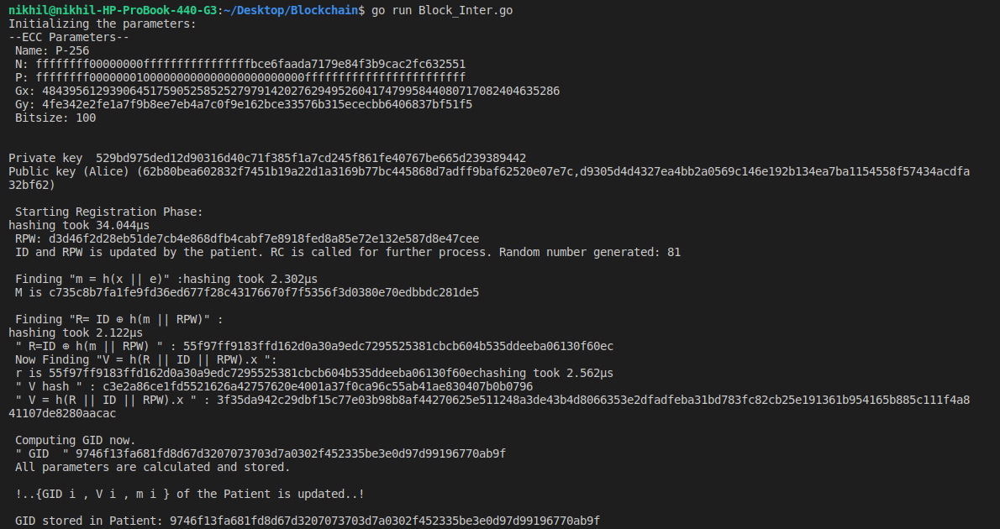 nikhil@nikhil-HP-ProBook-440-G3:~/Desktop/Blockchain$ go run Block_Inter.go
Initializing the parameters:
--ECC Parameters--
Name: P-256
N: ffffffff00000000ffffffffffffffffbce6faada7179e84f3b9cac2fc632551
P: ffffffff00000001000000000000000000000000ffffffffffffffffffffffff
Gx: 48439561293906451759052585252797914202762949526041747995844080717082404635286
Gy: 4fe342e2fe1a7f9b8ee7eb4a7c0f9e162bce33576b315ececbb6406837bf51f5
Bitsize: 100
Private key  529bd975ded12d90316d40c71f385f1a7cd245f861fe40767be665d239389442
Public key (Alice) (62b80bea602832f7451b19a22d1a3169b77bc445868d7adff9baf62520e07e7c,d9305d4d4327ea4bb2a0569c146e192b134ea7ba1154558f57434acdfa
32bf62)
Starting Registration Phase:
hashing took 34.044µs
RPW: d3d46f2d28eb51de7cb4e868dfb4cabf7e8918fed8a85e72e132e587d8e47cee
ID and RPW is updated by the patient. RC is called for further process. Random number generated: 81
Finding "m = h(x || e)" :hashing took 2.302µs
M is c735c8b7fa1fe9fd36ed677f28c43176670f7f5356f3d0380e70edbbdc281de5
Finding "R= ID ⊕ h(m || RPW)" :
hashing took 2.122µs
" R=ID ⊕ h(m || RPW) " : 55f97ff9183ffd162d0a30a9edc7295525381cbcb604b535ddeeba06130f60ec
Now Finding "V = h(R || ID || RPW).x ":
r is 55f97ff9183ffd162d0a30a9edc7295525381cbcb604b535ddeeba06130f60echashing took 2.562µs
" V hash " : c3e2a86ce1fd5521626a42757620e4001a37f0ca96c55ab41ae830407b0b0796
" V = h(R || ID || RPW).x " : 3f35da942c29dbf15c77e03b98b8af44270625e511248a3de43b4d8066353e2dfadfeba31bd783fc82cb25e191361b954165b885c111f4a8
41107de8280aacac
Computing GID now.
" GID  " 9746f13fa681fd8d67d3207073703d7a0302f452335be3e0d97d99196770ab9f
All parameters are calculated and stored.
!..{GID i , V i , m i } of the Patient is updated..!
GID stored in Patient: 9746f13fa681fd8d67d3207073703d7a0302f452335be3e0d97d99196770ab9f